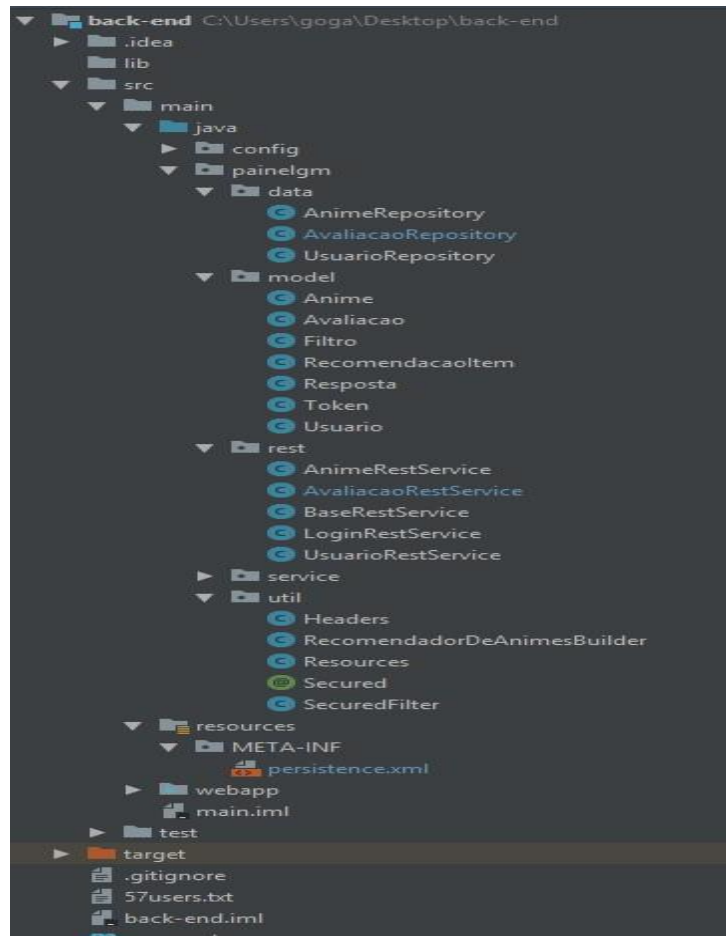 back-end C:\Users\goga\Desktop\back-end
.idea
lib
src
main
java
config
painelgm
data
AnimeRepository
AvaliacaoRepository
UsuarioRepository
model
Anime
Avaliacao
Filtro
RecomendacaoItem
Resposta
Token
Usuario
rest
AnimeRestService
AvaliacaoRestService
BaseRestService
LoginRestService
UsuarioRestService
service
util
Headers
RecomendadorDeAnimesBuilder
Resources
Secured
SecuredFilter
resources
META-INF
persistence.xml
webapp
main.iml
test
target
.gitignore
57users.txt
back-end.iml